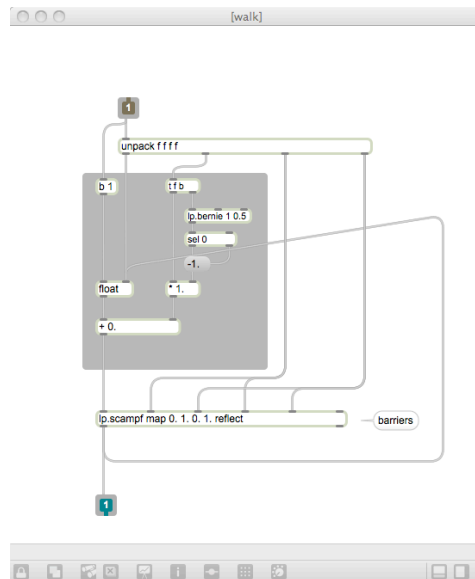 [walk]
1
unpack f f f f
b 1
t f b
lp.bernie 1 0.5
sel 0
-1.
float
* 1.
+ 0.
lp.scampf map 0. 1. 0. 1. reflect
barriers
1